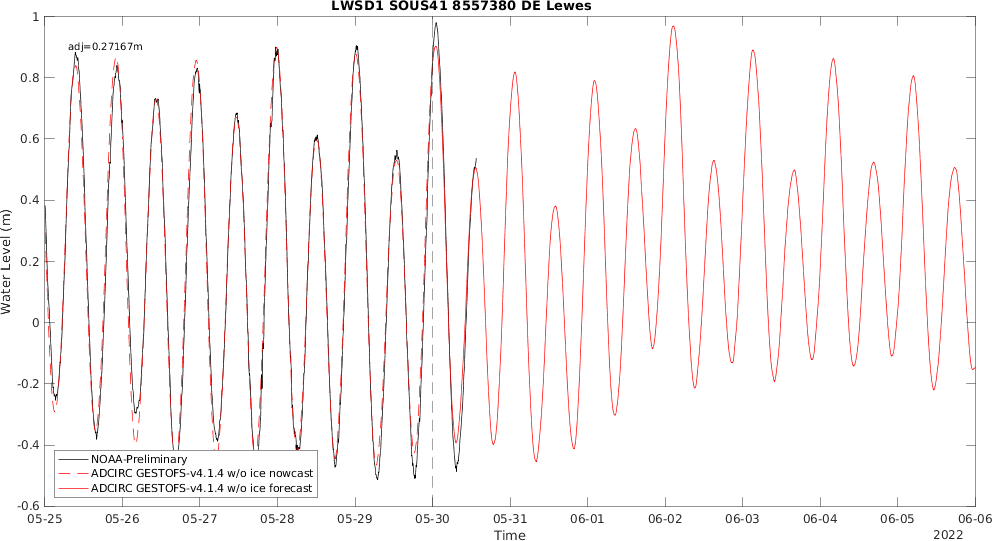 LWSD1 SOUS41 8557380 DE Lewes
adj=0.27167m
Water Level (m)
1
0.8
0.6
0.4
0.2
0
-0.2
-0.4
-0.6
NOAA-Preliminary
ADCIRC GESTOFS-v4.1.4 w/o ice nowcast
ADCIRC GESTOFS-v4.1.4 w/o ice forecast
05-25 05-26 05-27 05-28 05-29 05-30 05-31 06-01 06-02 06-03 06-04 06-05 06-06
Time
2022